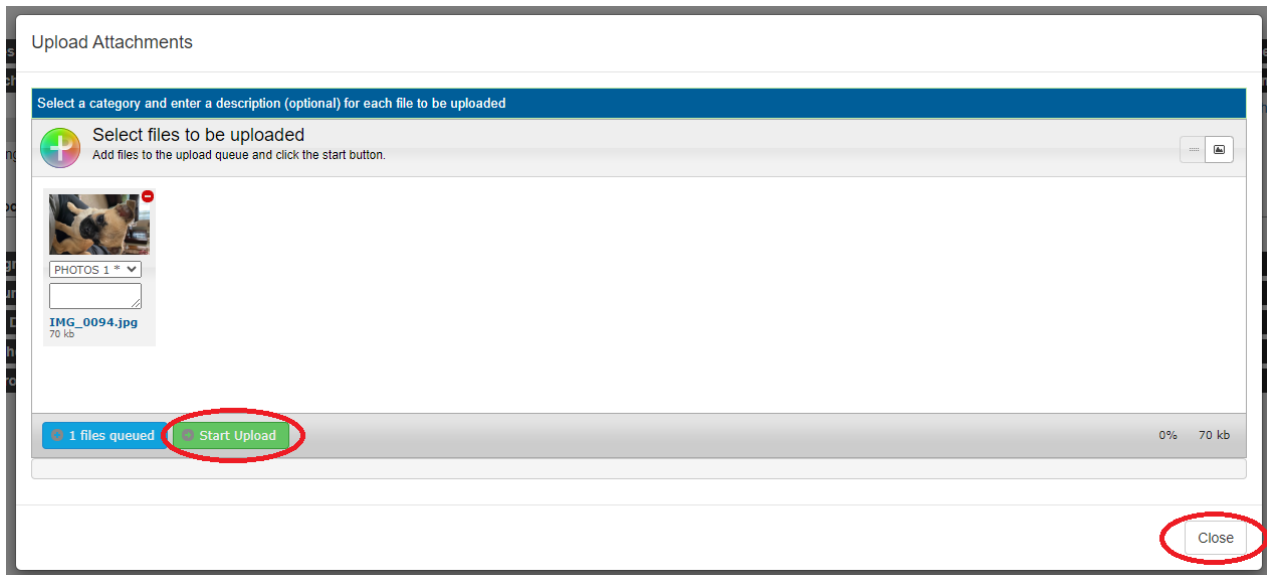 Upload Attachments
Select a category and enter a description (optional) for each file to be uploaded
Select files to be uploaded
Add files to the upload queue and click the start button.
PHOTOS 1 *
IMG_0094.jpg
70 kb
1 files queued
Start Upload
0% 70 kb
Close